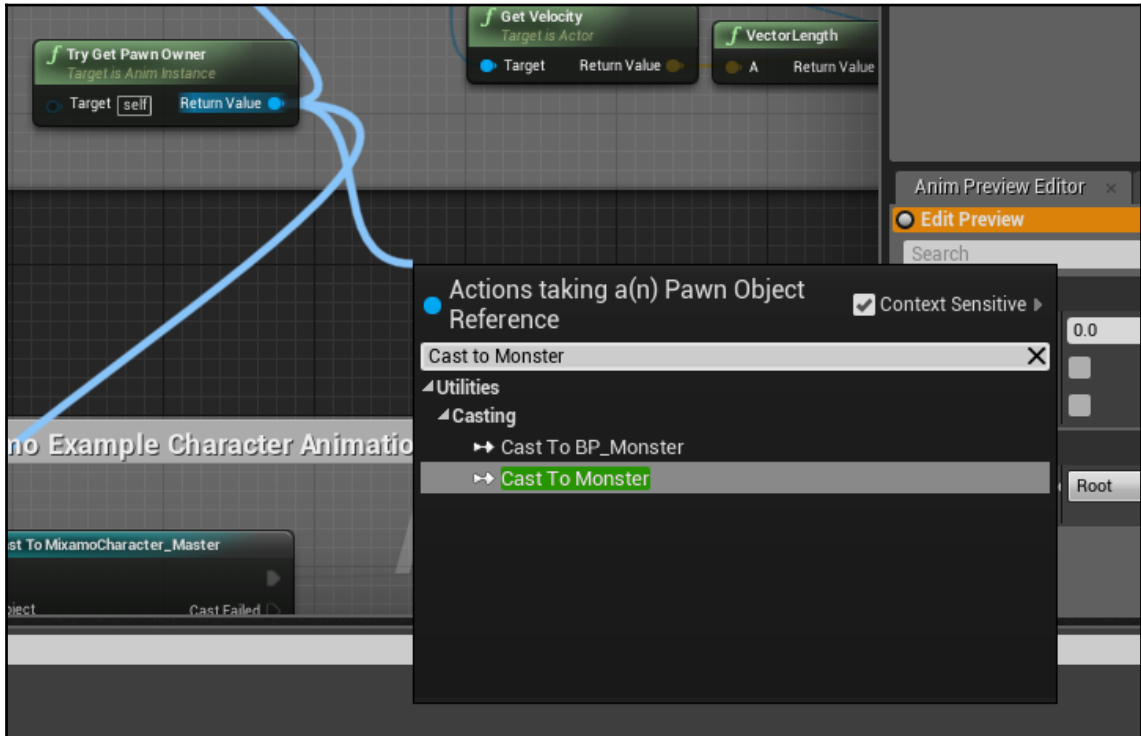 Try Get Pawn Owner
Target is Anim Instance
Target self Return Value
Get Velocity
Target is Actor
Target Return Value
VectorLength
A Return Value
Anim Preview Editor
Edit Preview
Search
0.0
Root
Actions taking a(n) Pawn Object
Reference
Context Sensitive
Cast to Monster
Utilities
Casting
Cast To BP_Monster
Cast To Monster
mo Example Character Animatio
st To MixamoCharacter_Master
bject Cast Failed